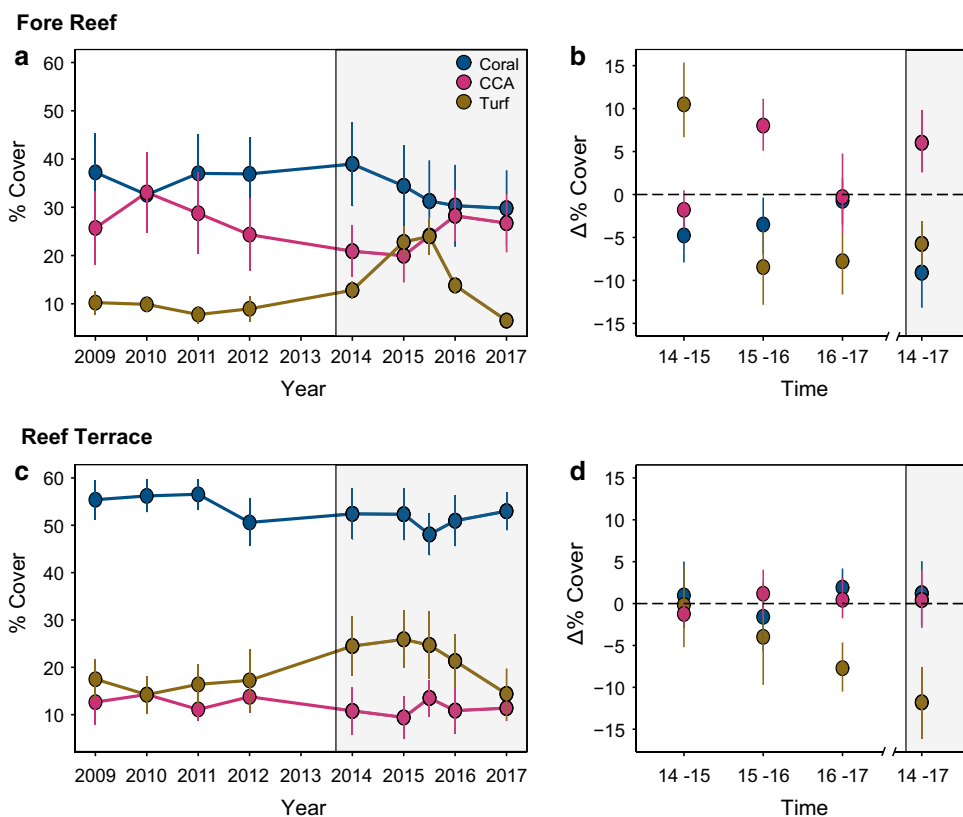 Fore Reef
a
b
Coral
CCA
Turf
% Cover
60
50
40
30
20
10
2009 2010 2011 2012 2013 2014 2015 2016 2017
Year
Δ% Cover
15
10
5
0
−5
−10
−15
14 -15 15 -16 16 -17 14 -17
Time
Reef Terrace
c
d
% Cover
60
50
40
30
20
10
2009 2010 2011 2012 2013 2014 2015 2016 2017
Year
Δ% Cover
15
10
5
0
−5
−10
−15
14 -15 15 -16 16 -17 14 -17
Time